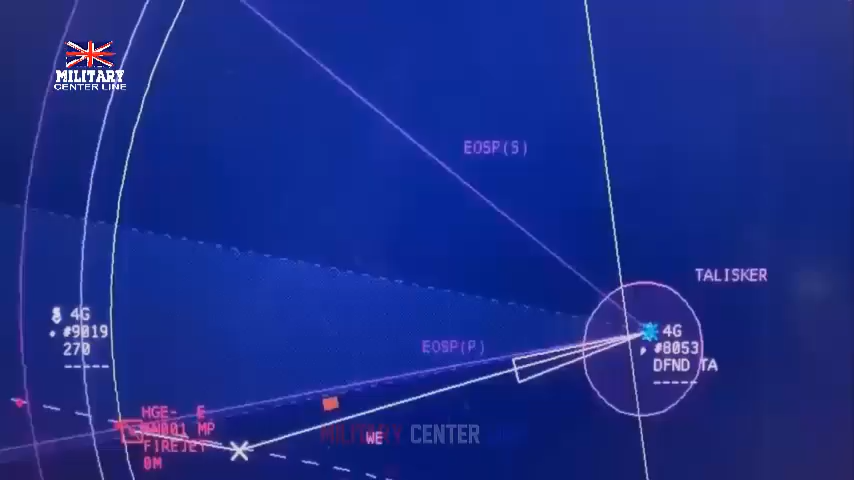 MILITARY
CENTER LINE
EOSP(S)
TALISKER
4G
#9019
270
4G
#8053
DFND TA
EOSP(P)
HGE- E
MP
FIREJET
0M
WE
MILITARY CENTER